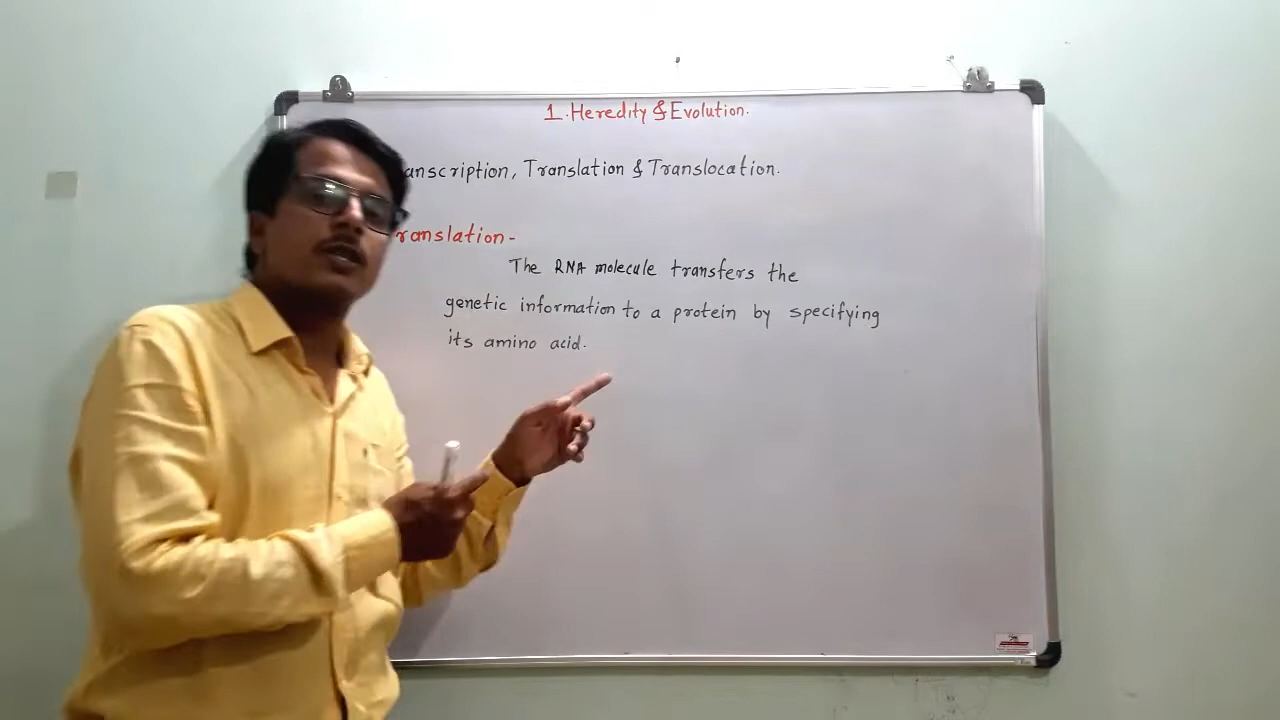 1. Heredity & Evolution.
anscription, Translation & Translocation.
ranslation-
The RNA molecule transfers the
genetic information to a protein by specifying
its amino acid.